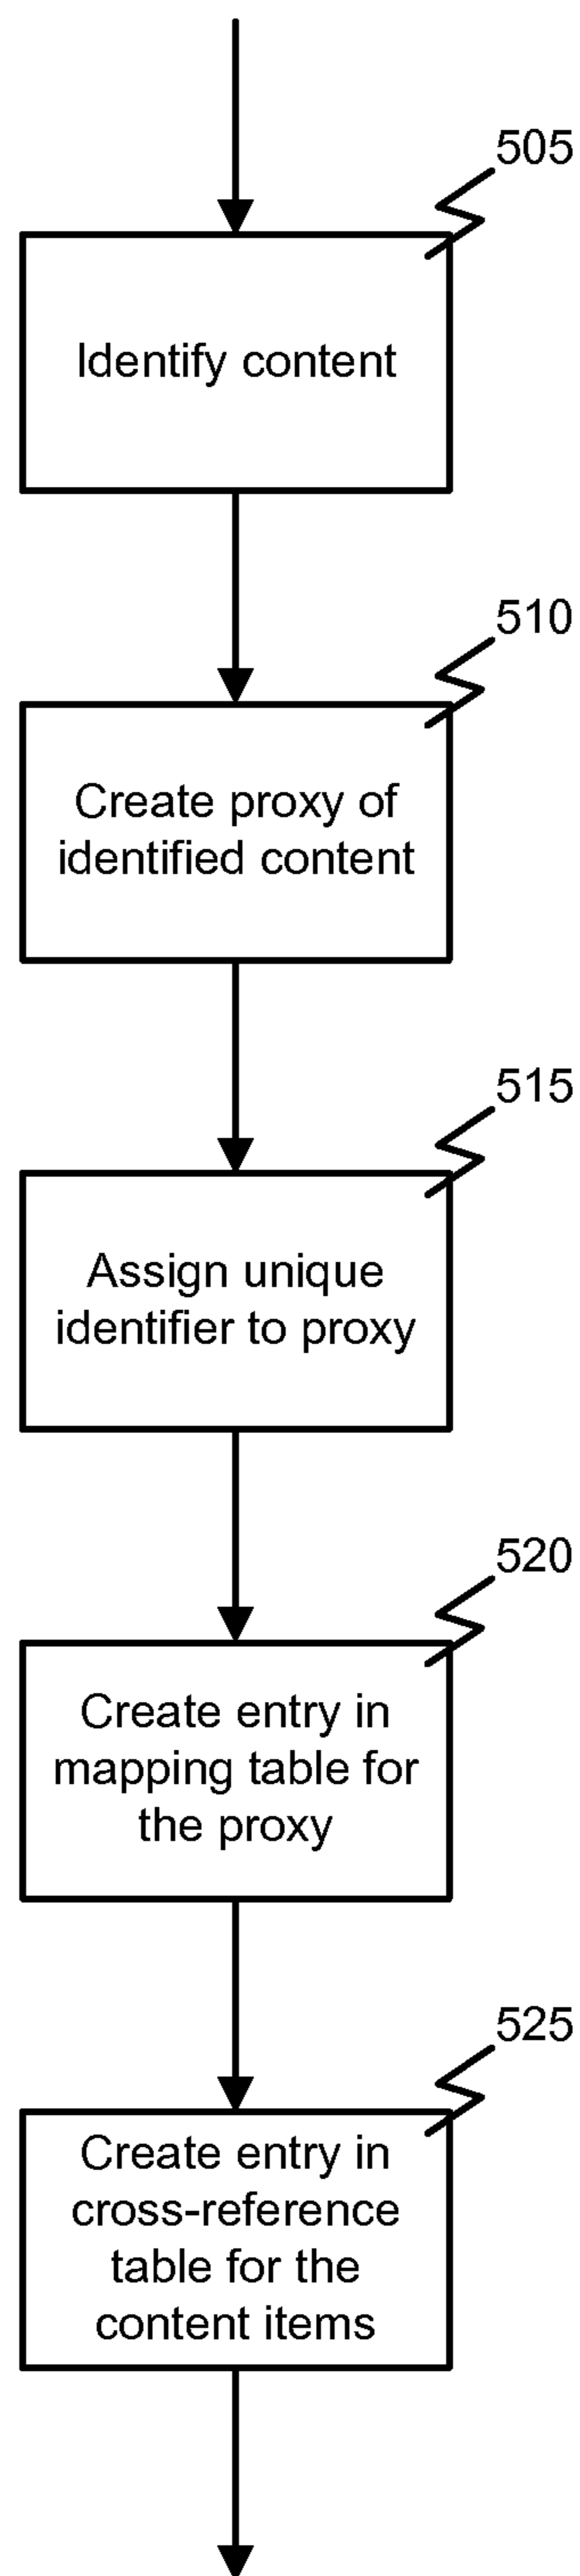 505
Identify content
510
Create proxy of
identified content
515
Assign unique
identifier to proxy
520
Create entry in
mapping table for
the proxy
525
Create entry in
cross-reference
table for the
content items